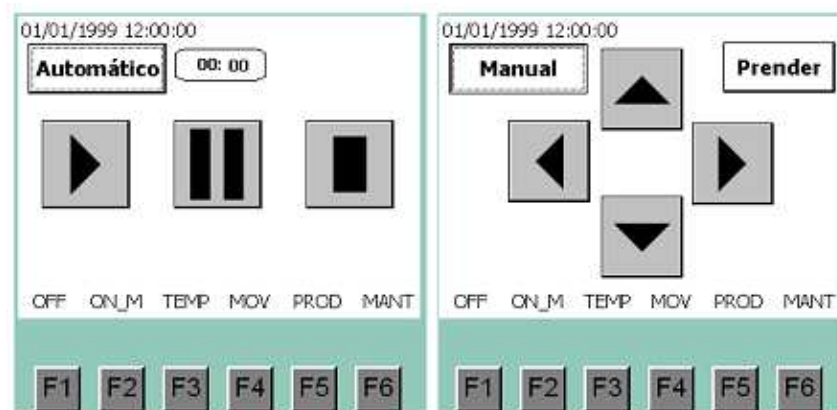 01/01/1999 12:00:00
Automático 00: 00
OFF ON_M TEMP MOV PROD MANT
F1 F2 F3 F4 F5 F6
01/01/1999 12:00:00
Manual Prender
OFF ON_M TEMP MOV PROD MANT
F1 F2 F3 F4 F5 F6